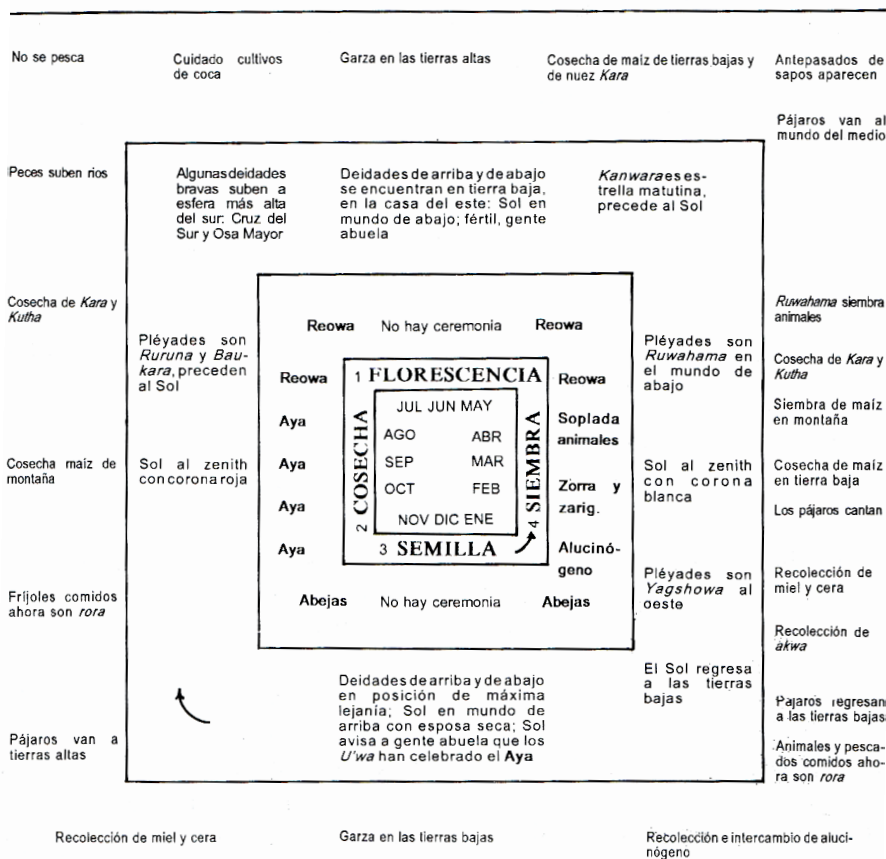 No se pesca
Cuidado cultivos
de coca
Garza en las tierras altas
Cosecha de maíz de tierras bajas y
de nuez Kara
Antepasados de
sapos aparecen
Pájaros van al
mundo del medio
Peces suben rios
Algunas deidades
bravas suben a
esfera más alta
del sur: Cruz del
Sur y Osa Mayor
Deidades de arriba y de abajo
se encuentran en tierra baja,
en la casa del este: Sol en
mundo de abajo; fértil, gente
abuela
Kanwara es es-
trella matutina,
precede al Sol
Cosecha de Kara y
Kutha
Pléyades son
Ruruna y Bau-
kara, preceden
al Sol
Reowa
No hay ceremonia
Reowa
Pléyades son
Ruwahama en
el mundo de
abajo
Ruwahama siembra
animales
Cosecha de Kara y
Kutha
Siembra de maíz
en montaña
Reowa
1 FLORESCENCIA
Reowa
Aya
JUL JUN MAY
Soplada
animales
AGO ABR
Aya
SEP MAR
Aya
OCT FEB
Zorra y
zarig.
NOV DIC ENE
2 COSECHA
4 SIEMBRA
Aya
3 SEMILLA
Alucinó-
geno
Cosecha maíz de
montaña
Sol al zenith
con corona roja
Sol al zenith
con corona
blanca
Cosecha de maíz
en tierra baja
Los pájaros cantan
Frijoles comidos
ahora son rora
Abejas
No hay ceremonia
Abejas
Pléyades son
Yagshowa al
oeste
Recolección de
miel y cera
Recolección de
akwa
Deidades de arriba y de abajo
en posición de máxima
lejanía; Sol en mundo de
arriba con esposa seca; Sol
avisa a gente abuela que los
U'wa han celebrado el Aya
El Sol regresa
a las tierras
bajas
Pájaros regresan
a las tierras bajas
Pájaros van a
tierras altas
Animales y pesca-
dos comidos aho-
ra son rora
Recolección de miel y cera
Garza en las tierras bajas
Recolección e intercambio de aluci-
nógeno